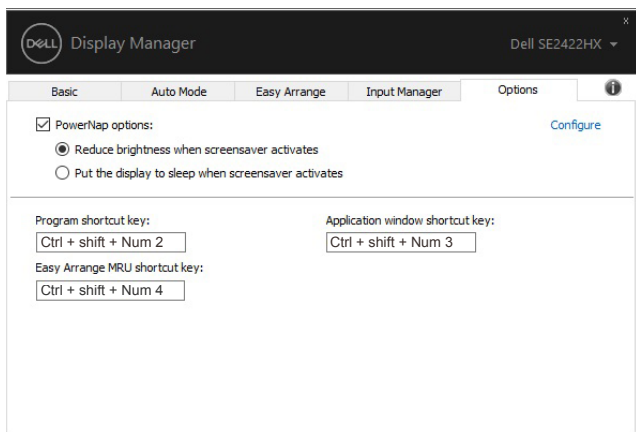 x
DELL Display Manager Dell SE2422HX
Basic Auto Mode Easy Arrange Input Manager Options i
PowerNap options: Configure
Reduce brightness when screensaver activates
Put the display to sleep when screensaver activates
Program shortcut key: Application window shortcut key:
Ctrl + shift + Num 2 Ctrl + shift + Num 3
Easy Arrange MRU shortcut key:
Ctrl + shift + Num 4